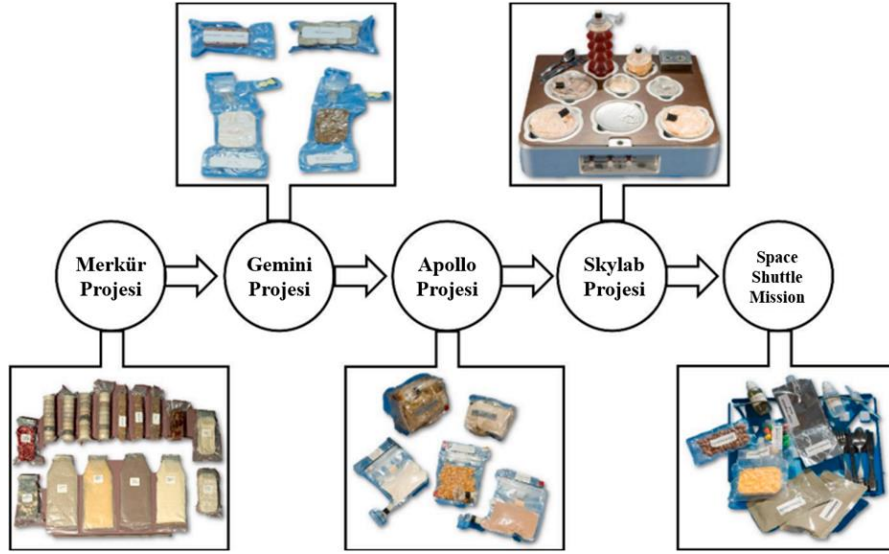 Merkür
Projesi
Gemini
Projesi
Apollo
Projesi
Skylab
Projesi
Space
Shuttle
Mission